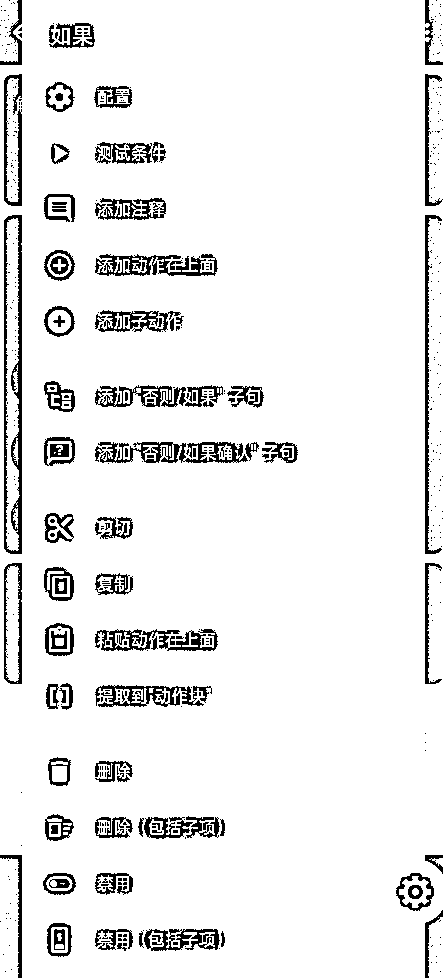 如果
配置
测试条件
添加注释
添加动作在上面
添加子动作
添加“否则/如果”子句
添加“否则/如果确认”子句
剪切
复制
粘贴动作在上面
提取到“动作块”
删除
删除（包括子项）
禁用
禁用（包括子项）